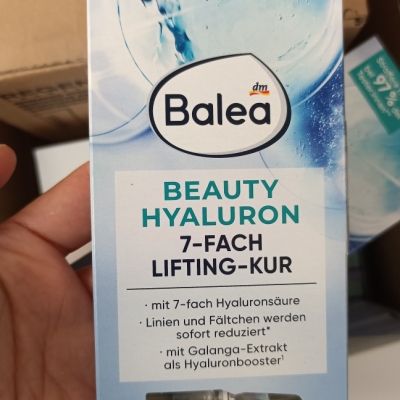 dm
Balea
BEAUTY
HYALURON
7-FACH
LIFTING-KUR
· mit 7-fach Hyaluronsäure
· Linien und Fältchen werden
sofort reduziert*
· mit Galanga-Extrakt
als Hyaluronbooster¹
97%